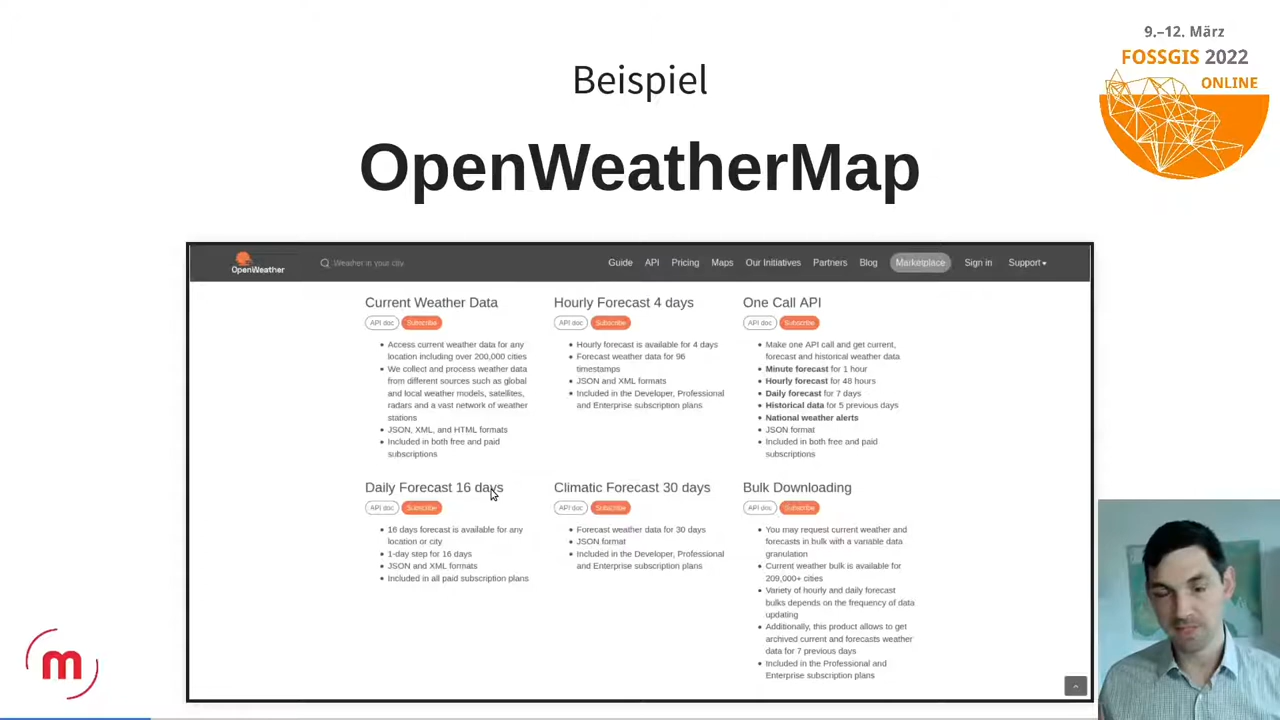 9.–12. März
FOSSGIS 2022
ONLINE
Beispiel
OpenWeatherMap
OpenWeather
Weather in your city
Guide API Pricing Maps Our Initiatives Partners Blog Marketplace Sign in Support
Current Weather Data
API doc Subscribe
Access current weather data for any
location including over 200,000 cities
We collect and process weather data
from different sources such as global
and local weather models, satellites,
radars and a vast network of weather
stations
JSON, XML, and HTML formats
Included in both free and paid
subscriptions
Hourly Forecast 4 days
API doc Subscribe
Hourly forecast is available for 4 days
Forecast weather data for 96
timestamps
JSON and XML formats
Included in the Developer, Professional
and Enterprise subscription plans
One Call API
API doc Subscribe
Make one API call and get current,
forecast and historical weather data
Minute forecast for 1 hour
Hourly forecast for 48 hours
Daily forecast for 7 days
Historical data for 5 previous days
National weather alerts
JSON format
Included in both free and paid
subscriptions
Daily Forecast 16 days
API doc Subscribe
16 days forecast is available for any
location or city
1-day step for 16 days
JSON and XML formats
Included in all paid subscription plans
Climatic Forecast 30 days
API doc Subscribe
Forecast weather data for 30 days
JSON format
Included in the Developer, Professional
and Enterprise subscription plans
Bulk Downloading
API doc Subscribe
You may request current weather and
forecasts in bulk with a variable data
granulation
Current weather bulk is available for
209,000+ cities
Variety of hourly and daily forecast
bulks depends on the frequency of data
updating
Additionally, this product allows to get
archived current and forecasts weather
data for 7 previous days
Included in the Professional and
Enterprise subscription plans
m